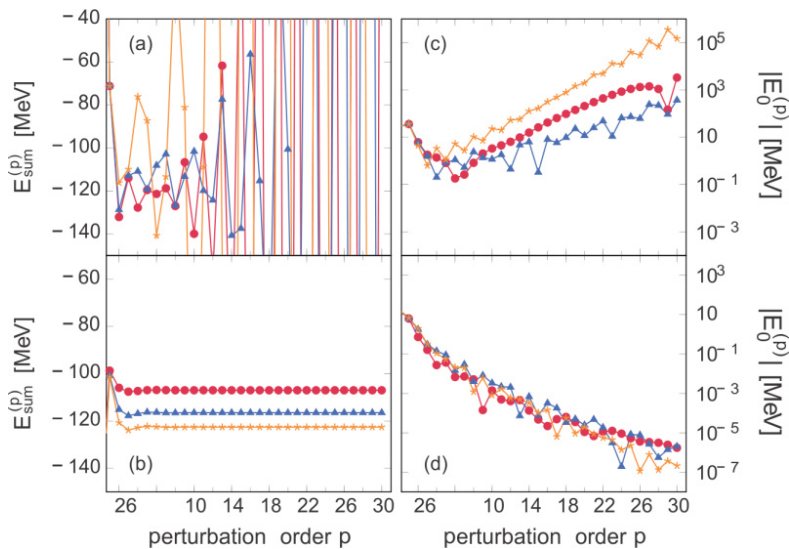 (a)
E_sum^(p) [MeV]
− 40
− 60
− 80
− 100
− 120
− 140
(c)
|E_0^(p)| [MeV]
10^5
10^3
10
10^−1
10^−3
(b)
E_sum^(p) [MeV]
− 60
− 80
− 100
− 120
− 140
26 10 14 18 22 26 30
perturbation order p
(d)
|E_0^(p)| [MeV]
10^3
10
10^−1
10^−3
10^−5
10^−7
26 10 14 18 22 26 30
perturbation order p